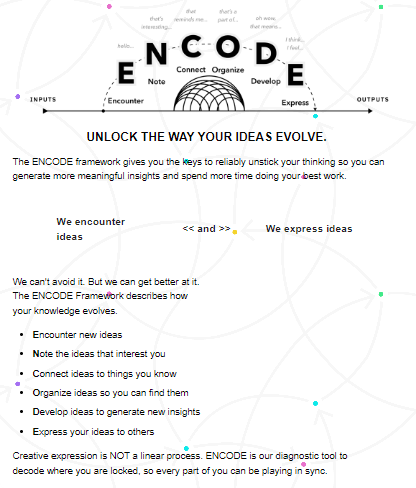 that reminds me...
that's a part of...
that's interesting...
oh wow, that means...
hello...
I think... I feel...
ENCODE
Note
Connect
Organize
Develop
INPUTS
Encounter
Express
OUTPUTS
UNLOCK THE WAY YOUR IDEAS EVOLVE.
The ENCODE framework gives you the keys to reliably unstick your thinking so you can
generate more meaningful insights and spend more time doing your best work.
We encounter
ideas
<< and >>
We express ideas
We can't avoid it. But we can get better at it.
The ENCODE Framework describes how
your knowledge evolves.
• Encounter new ideas
• Note the ideas that interest you
• Connect ideas to things you know
• Organize ideas so you can find them
• Develop ideas to generate new insights
• Express your ideas to others
Creative expression is NOT a linear process. ENCODE is our diagnostic tool to
decode where you are locked, so every part of you can be playing in sync.